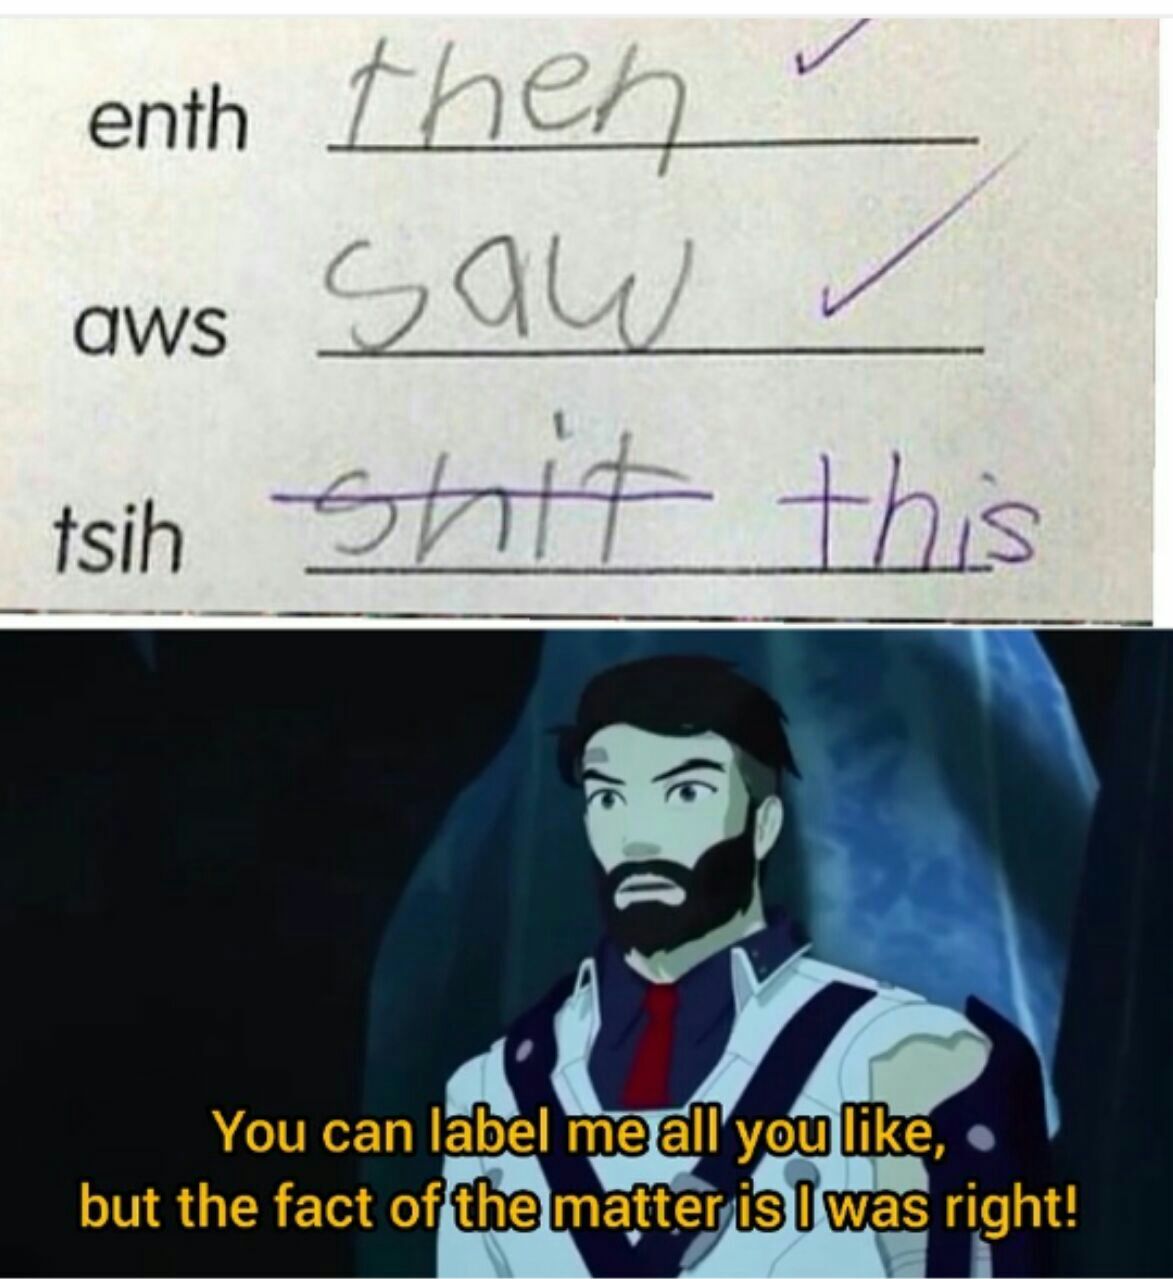 enth then
aws saw
tsih shit this
You can label me all you like,
but the fact of the matter is I was right!